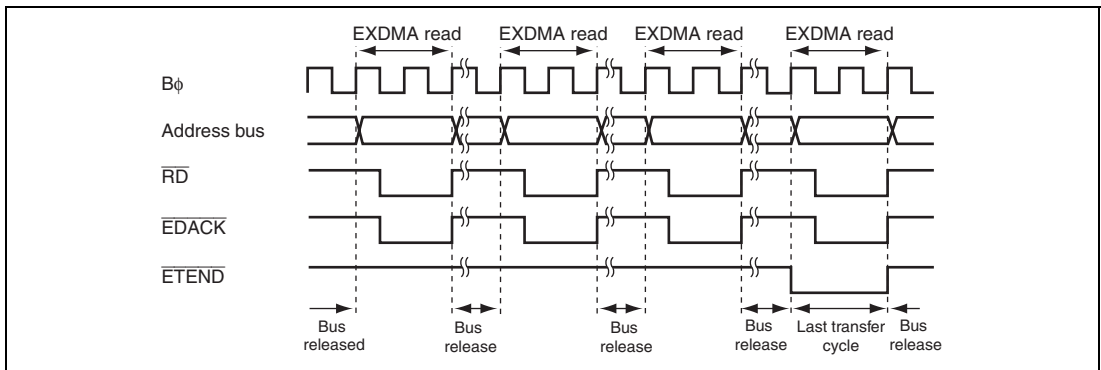 EXDMA read EXDMA read EXDMA read EXDMA read
Bϕ
Address bus
RD
EDACK
ETEND
Bus released
Bus release
Bus release
Bus release
Last transfer cycle
Bus release